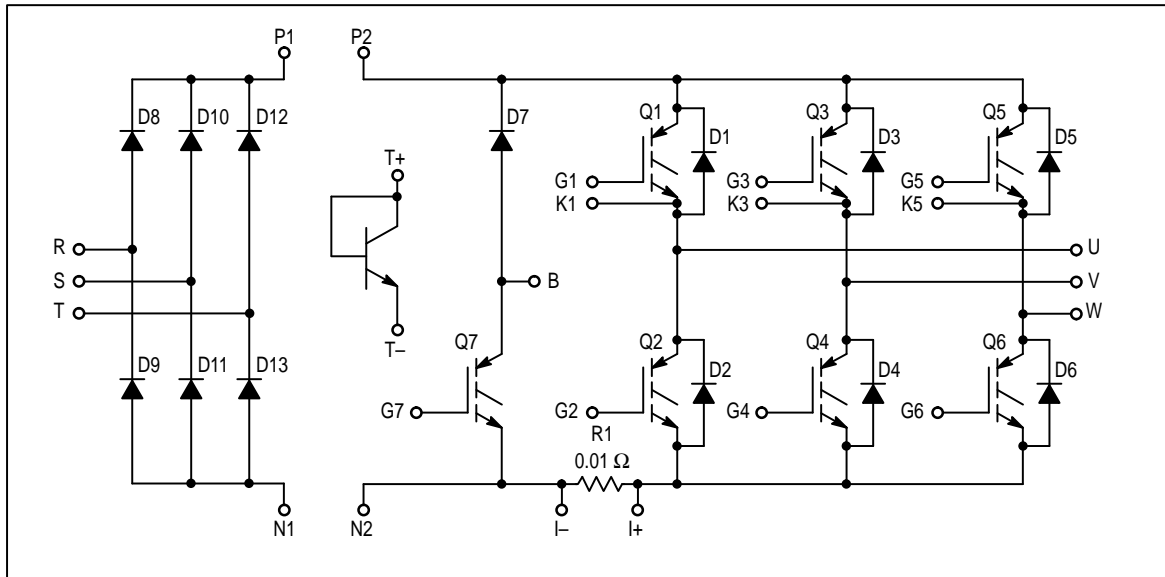 P1 P2
D8 D10 D12 D7 Q1 D1 Q3 D3 Q5 D5
T+
G1 G3 G5
K1 K3 K5
R U
S B V
T W
T–
D9 D11 D13 Q7 Q2 D2 Q4 D4 Q6 D6
G7 G2 G4 G6
R1
0.01 Ω
N1 N2 I– I+